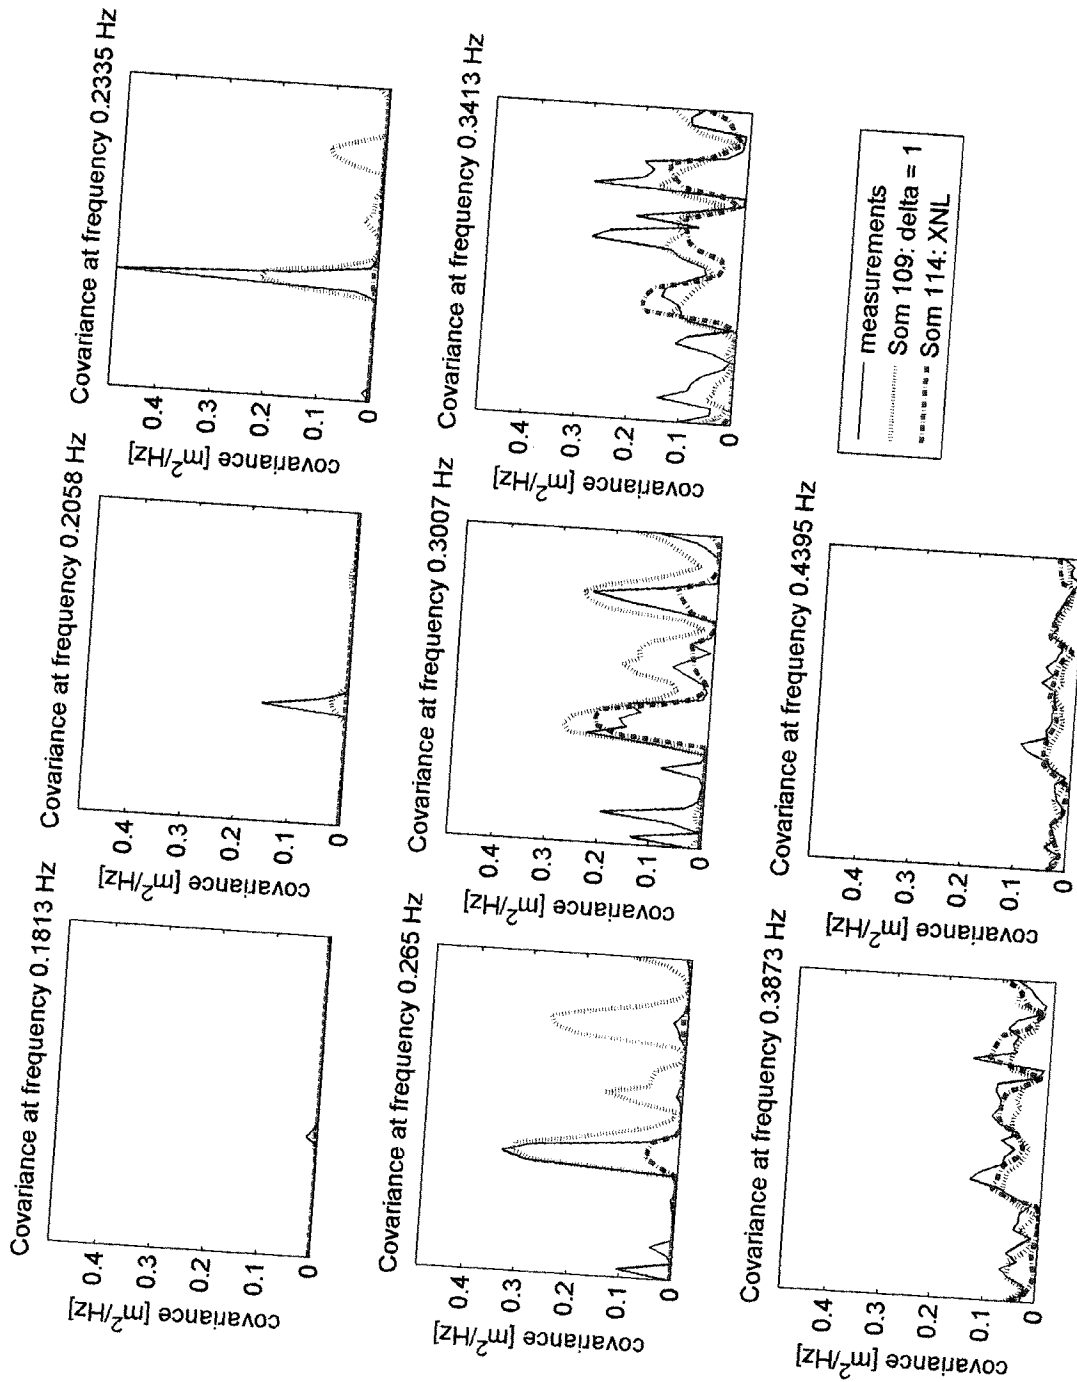 Covariance at frequency 0.1813 Hz
covariance [m²/Hz]
0.4
0.3
0.2
0.1
0
Covariance at frequency 0.2058 Hz
covariance [m²/Hz]
0.4
0.3
0.2
0.1
0
Covariance at frequency 0.2335 Hz
covariance [m²/Hz]
0.4
0.3
0.2
0.1
0
Covariance at frequency 0.265 Hz
covariance [m²/Hz]
0.4
0.3
0.2
0.1
0
Covariance at frequency 0.3007 Hz
covariance [m²/Hz]
0.4
0.3
0.2
0.1
0
Covariance at frequency 0.3413 Hz
covariance [m²/Hz]
0.4
0.3
0.2
0.1
0
Covariance at frequency 0.3873 Hz
covariance [m²/Hz]
0.4
0.3
0.2
0.1
0
Covariance at frequency 0.4395 Hz
covariance [m²/Hz]
0.4
0.3
0.2
0.1
0
measurements
Som 109: delta = 1
Som 114: XNL